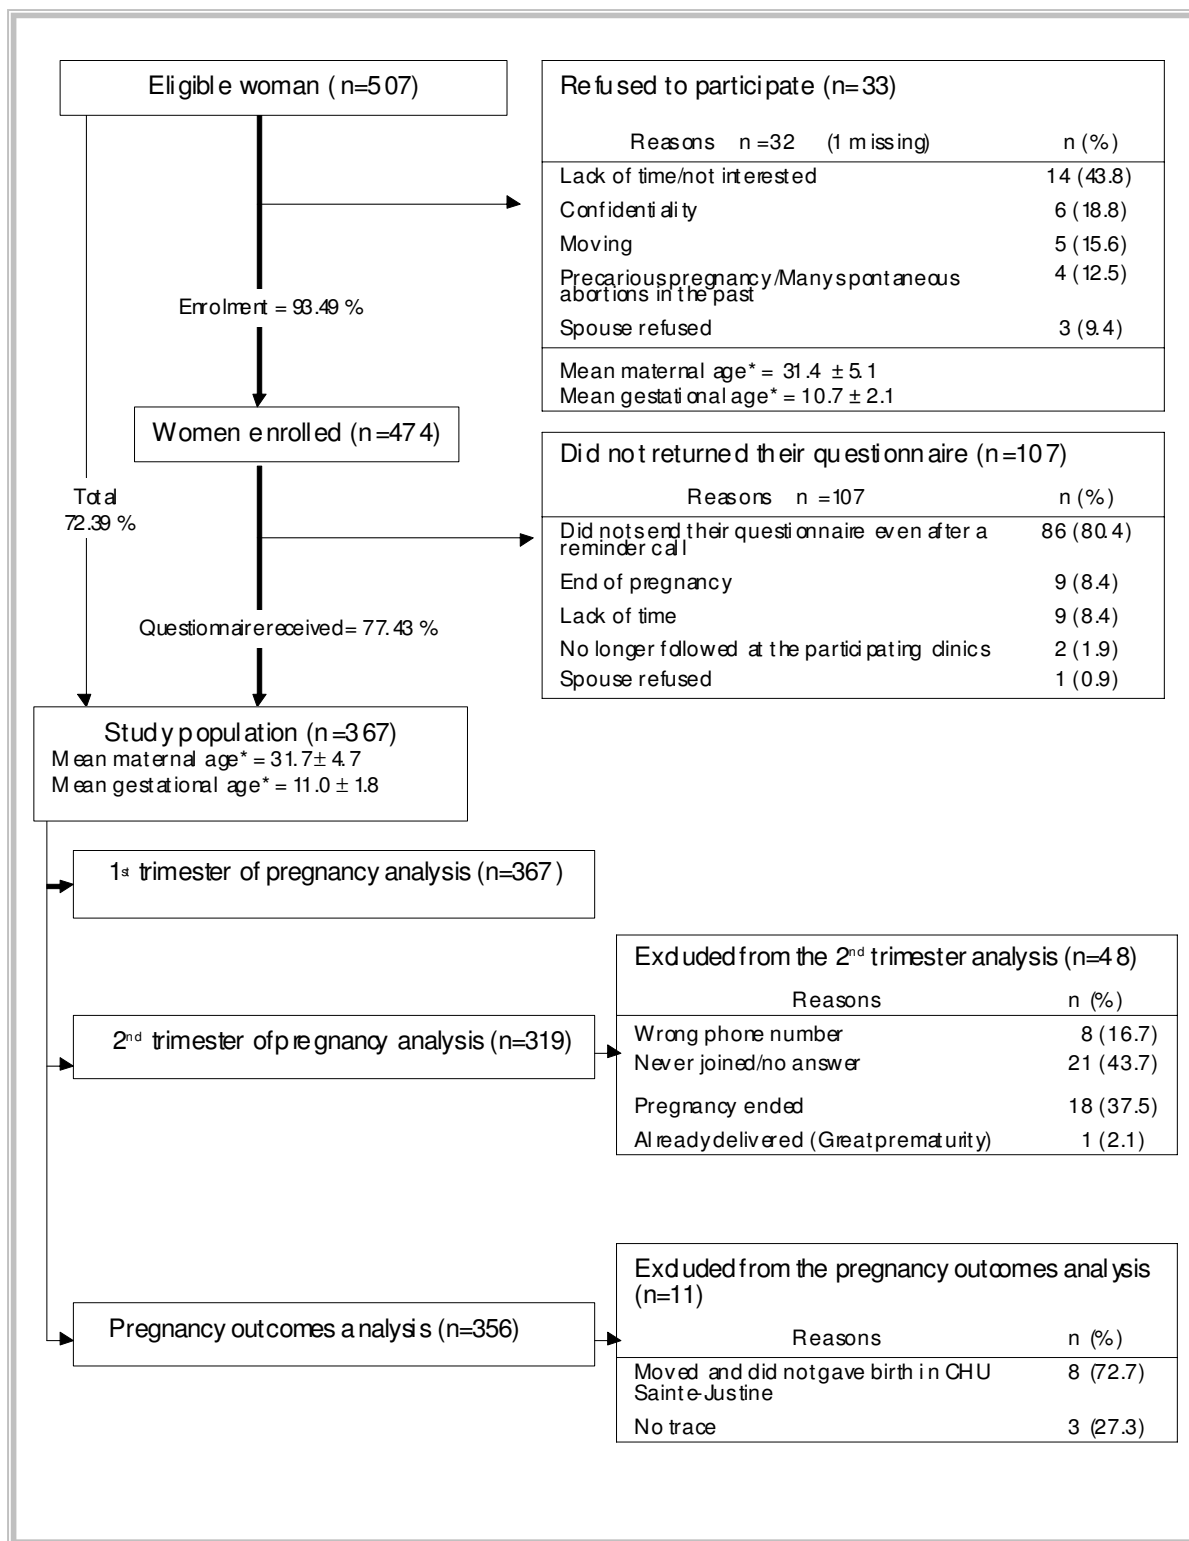 Eligible woman (n=507)
Refused to participate (n=33)
Reasons n =32 (1 missing) n (%)
Lack of time/not interested 14 (43.8)
Confidentiality 6 (18.8)
Moving 5 (15.6)
Precarious pregnancy/Many spontaneous 4 (12.5)
abortions in the past
Spouse refused 3 (9.4)
Mean maternal age* = 31.4 ± 5.1
Mean gestational age* = 10.7 ± 2.1
Enrolment = 93.49 %
Women enrolled (n=474)
Did not returned their questionnaire (n=107)
Reasons n =107 n (%)
Did not send their questionnaire even after a 86 (80.4)
reminder call
End of pregnancy 9 (8.4)
Lack of time 9 (8.4)
No longer followed at the participating clinics 2 (1.9)
Spouse refused 1 (0.9)
Total
72.39 %
Questionnaire received = 77.43 %
Study population (n=367)
Mean maternal age* = 31.7 ± 4.7
Mean gestational age* = 11.0 ± 1.8
1st trimester of pregnancy analysis (n=367)
2nd trimester of pregnancy analysis (n=319)
Excluded from the 2nd trimester analysis (n=48)
Reasons n (%)
Wrong phone number 8 (16.7)
Never joined/no answer 21 (43.7)
Pregnancy ended 18 (37.5)
Already delivered (Great prematurity) 1 (2.1)
Pregnancy outcomes analysis (n=356)
Excluded from the pregnancy outcomes analysis
(n=11)
Reasons n (%)
Moved and did not gave birth in CHU 8 (72.7)
Sainte-Justine
No trace 3 (27.3)